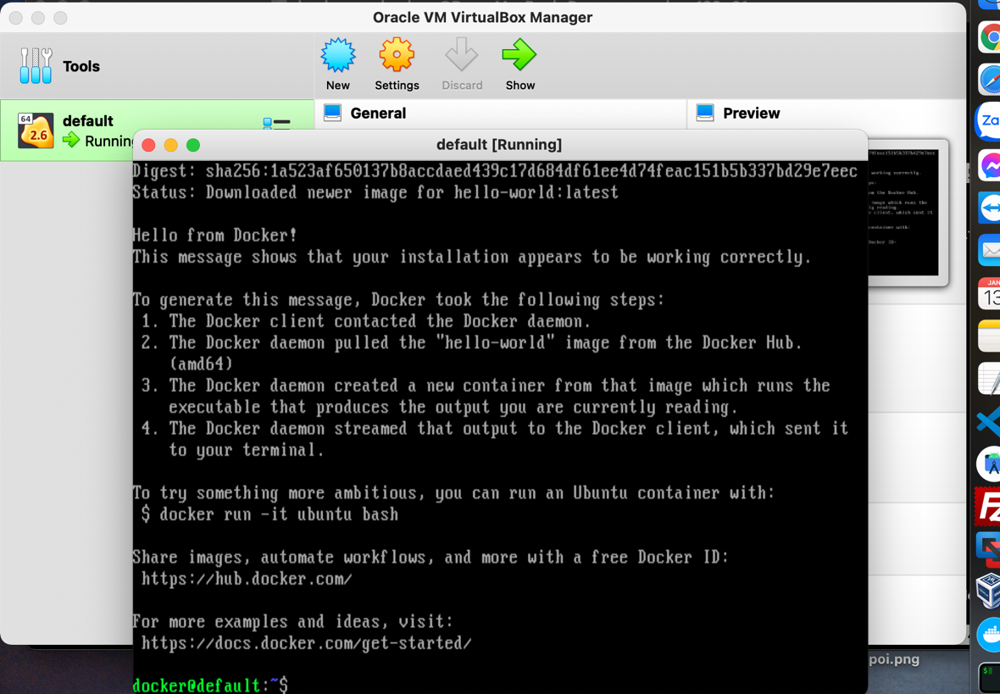 Oracle VM VirtualBox Manager
Tools
New
Settings
Discard
Show
64
2.6
default
Running
General
Preview
default [Running]
Digest: sha256:1a523af650137b8accdaed439c17d684df61ee4d74feac151b5b337bd29e7eec
Status: Downloaded newer image for hello-world:latest
Hello from Docker!
This message shows that your installation appears to be working correctly.
To generate this message, Docker took the following steps:
1. The Docker client contacted the Docker daemon.
2. The Docker daemon pulled the "hello-world" image from the Docker Hub.
(amd64)
3. The Docker daemon created a new container from that image which runs the
executable that produces the output you are currently reading.
4. The Docker daemon streamed that output to the Docker client, which sent it
to your terminal.
To try something more ambitious, you can run an Ubuntu container with:
$ docker run -it ubuntu bash
Share images, automate workflows, and more with a free Docker ID:
https://hub.docker.com/
For more examples and ideas, visit:
https://docs.docker.com/get-started/
docker@default:~$
poi.png
Za
JAN
13
Fz